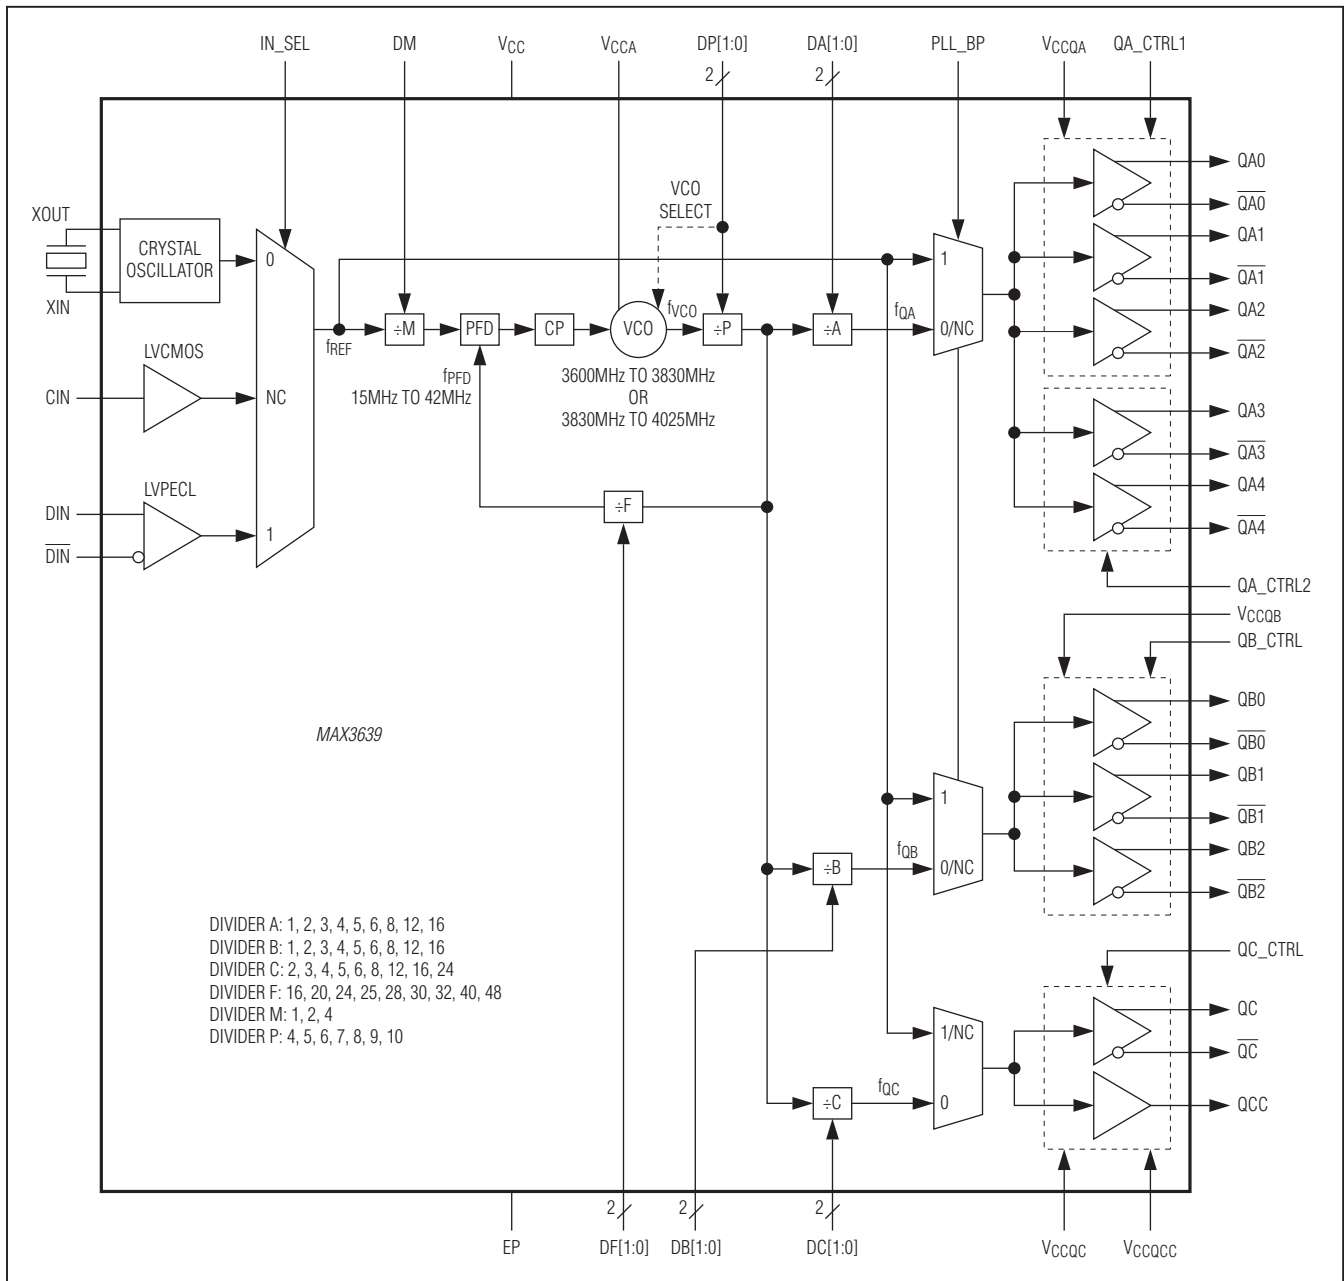 IN_SEL
DM
VCC
VCCA
DP[1:0]
DA[1:0]
PLL_BP
VCCQA
QA_CTRL1
2
2
XOUT
XIN
CRYSTAL
OSCILLATOR
0
VCO
SELECT
fREF
÷M
PFD
CP
VCO
fVCO
÷P
÷A
fQA
1
0/NC
QA0
QA0
QA1
QA1
QA2
QA2
LVCMOS
CIN
NC
fPFD
15MHz TO 42MHz
3600MHz TO 3830MHz
OR
3830MHz TO 4025MHz
QA3
QA3
QA4
QA4
LVPECL
DIN
DIN
1
÷F
QA_CTRL2
VCCQB
QB_CTRL
MAX3639
QB0
QB0
QB1
QB1
QB2
QB2
1
fQB
÷B
0/NC
DIVIDER A: 1, 2, 3, 4, 5, 6, 8, 12, 16
DIVIDER B: 1, 2, 3, 4, 5, 6, 8, 12, 16
DIVIDER C: 2, 3, 4, 5, 6, 8, 12, 16, 24
DIVIDER F: 16, 20, 24, 25, 28, 30, 32, 40, 48
DIVIDER M: 1, 2, 4
DIVIDER P: 4, 5, 6, 7, 8, 9, 10
QC_CTRL
1/NC
fQC
÷C
0
QC
QC
QCC
2
2
2
EP
DF[1:0]
DB[1:0]
DC[1:0]
VCCQC
VCCQCC